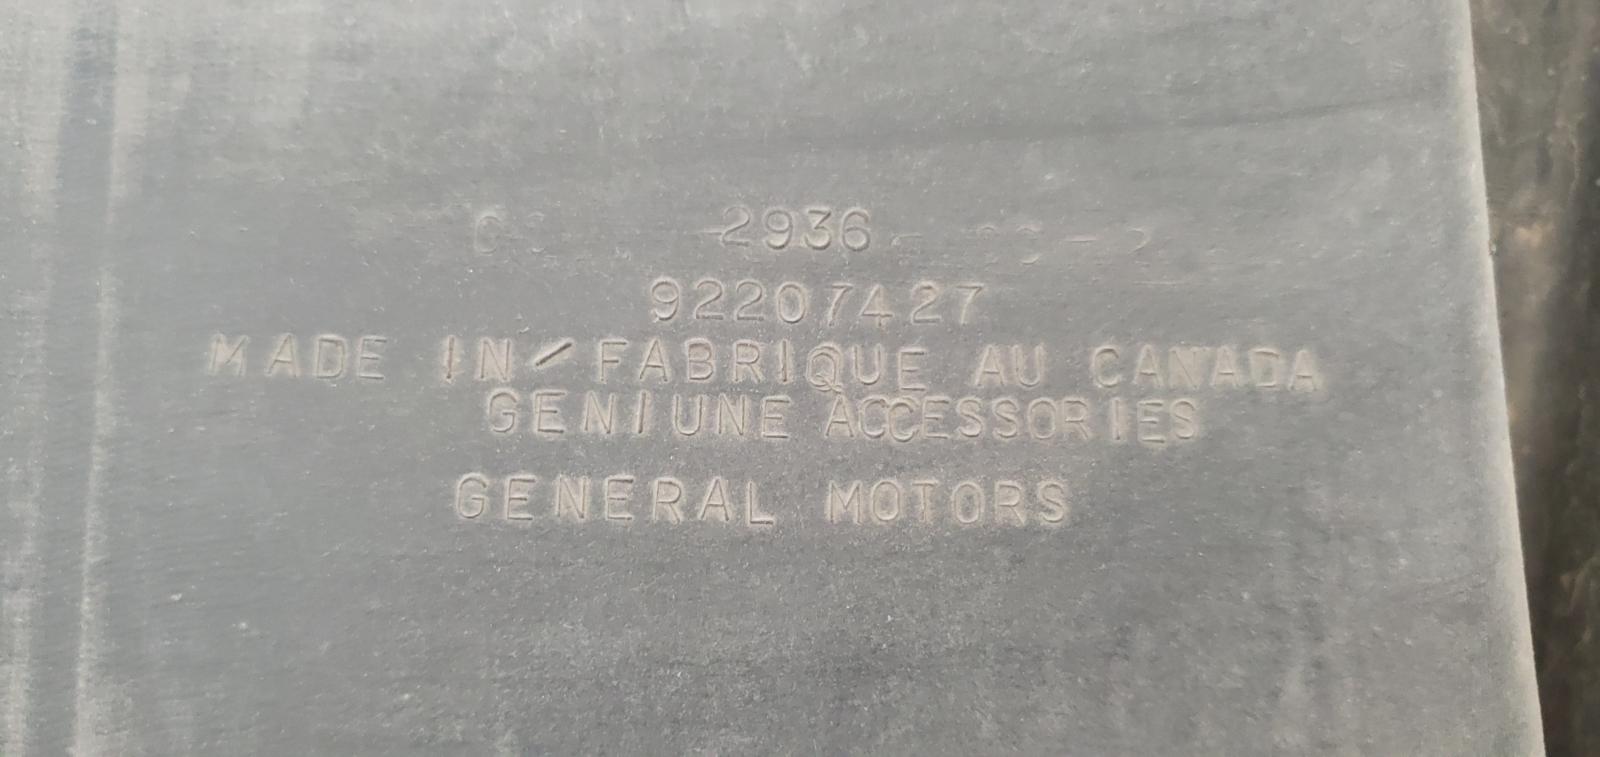 2936
92207427
MADE IN/FABRIQUE AU CANADA
GENIUNE ACCESSORIES
GENERAL MOTORS